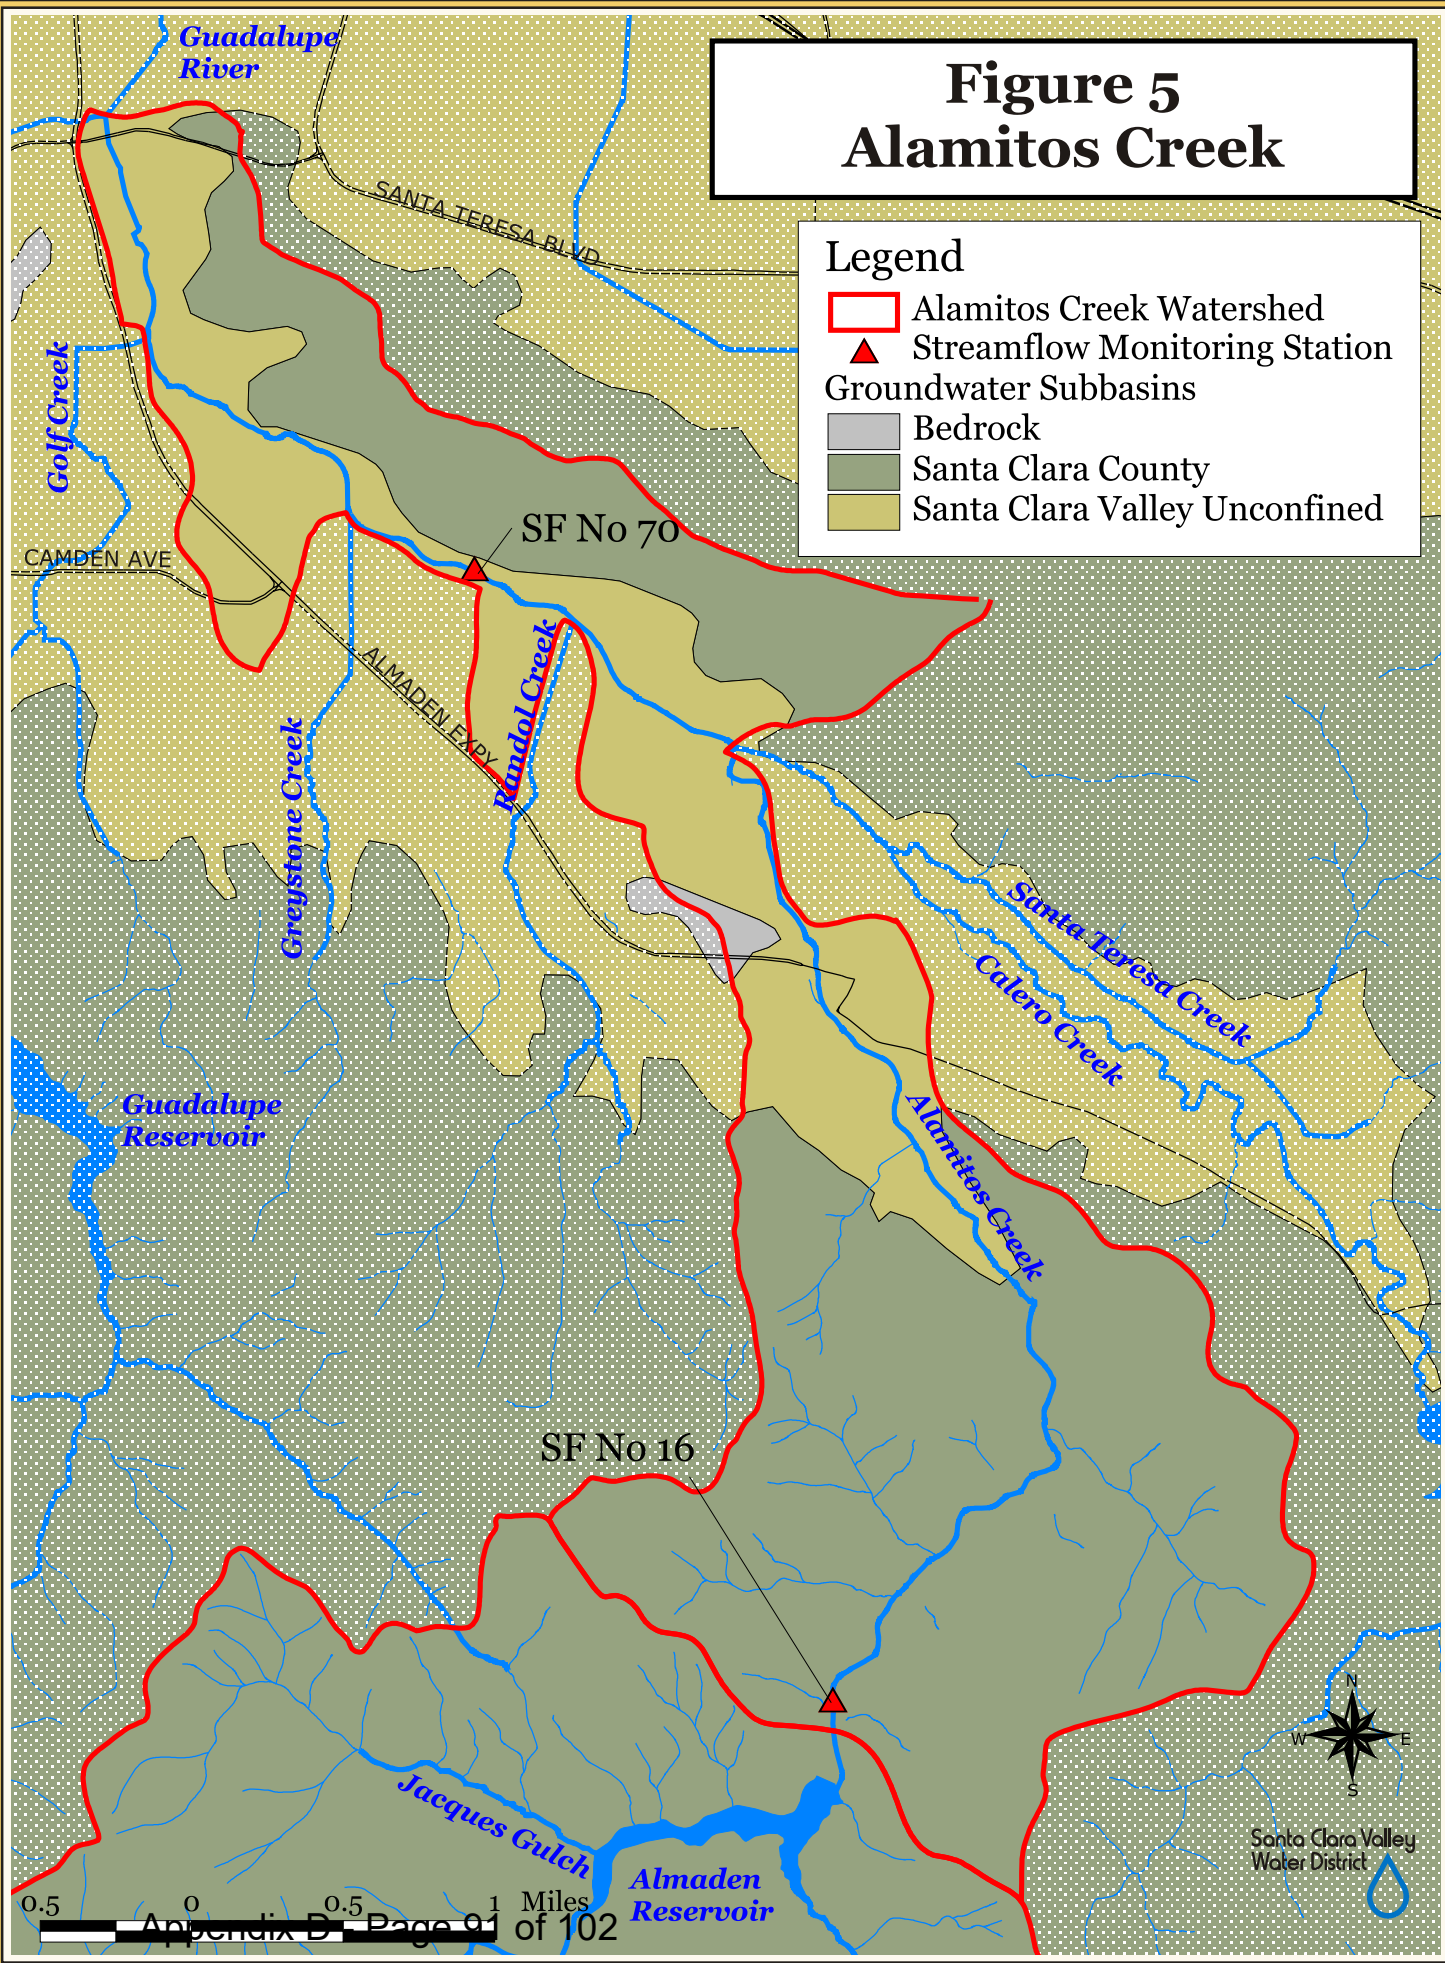 Guadalupe
River
Figure 5
Alamitos Creek
SANTA TERESA BLVD
Legend
Alamitos Creek Watershed
Streamflow Monitoring Station
Groundwater Subbasins
Bedrock
Santa Clara County
Santa Clara Valley Unconfined
Golf Creek
SF No 70
CAMDEN AVE
ALMADEN EXPY
Randol Creek
Greystone Creek
Santa Teresa Creek
Calero Creek
Guadalupe
Reservoir
Alamitos Creek
SF No 16
N
W E
S
Jacques Gulch
Santa Clara Valley
Water District
Almaden
Reservoir
0.5 0 0.5 1 Miles
Appendix D - Page 91 of 102